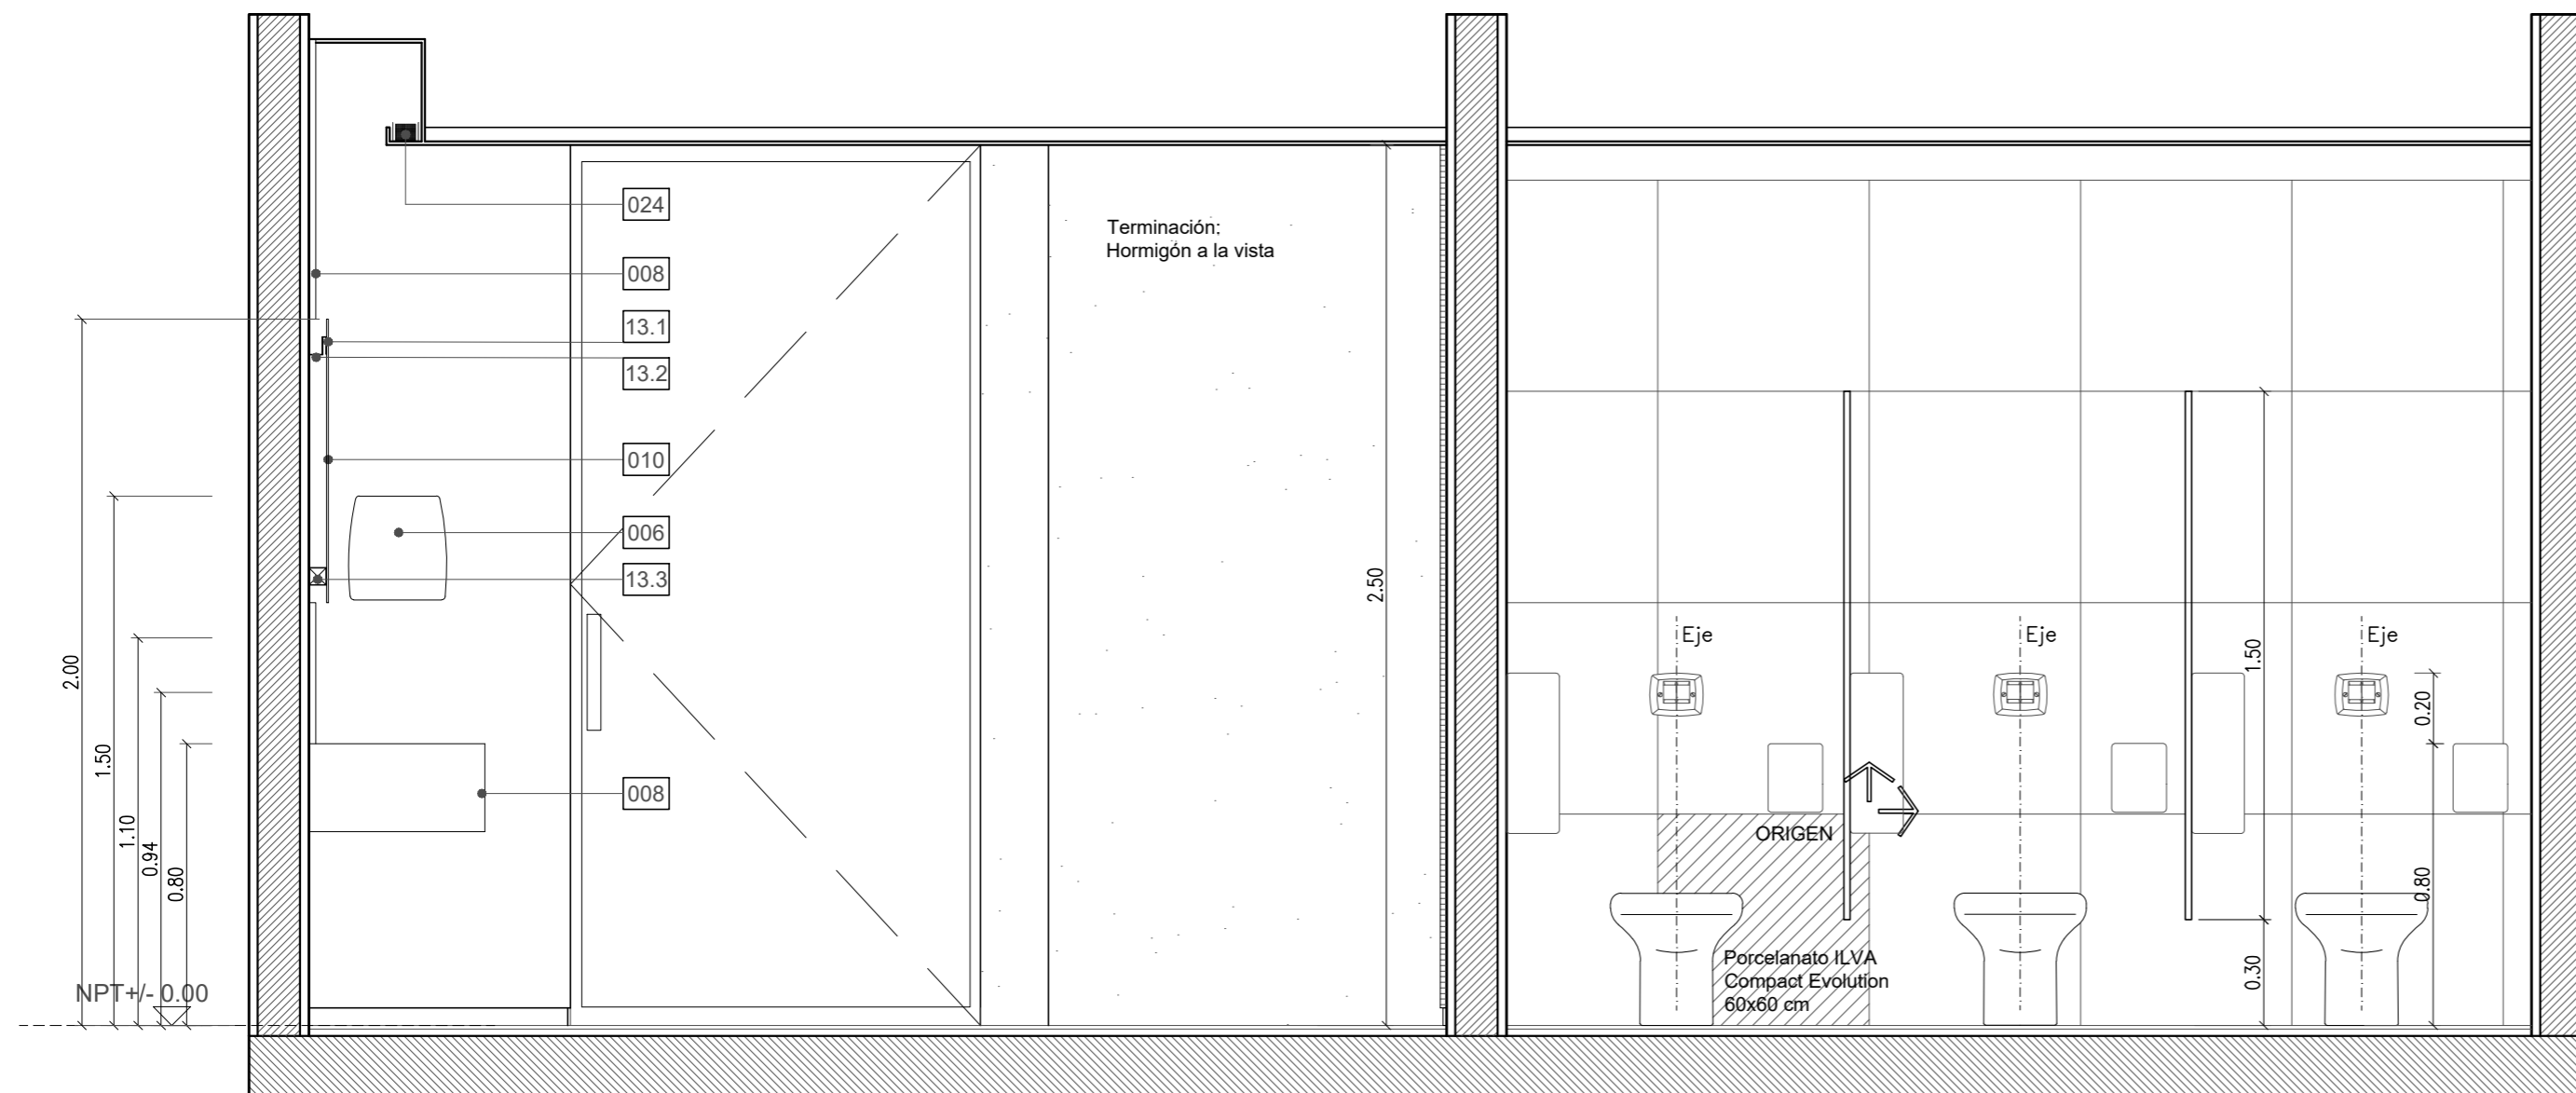 024
008
13.1
13.2
010
006
13.3
008
2.00
1.50
1.10
0.94
0.80
NPT+/- 0.00
Terminación:
Hormigón a la vista
2.50
Eje
Eje
Eje
1.50
0.20
0.80
0.30
ORIGEN
Porcelanato ILVA
Compact Evolution
60x60 cm